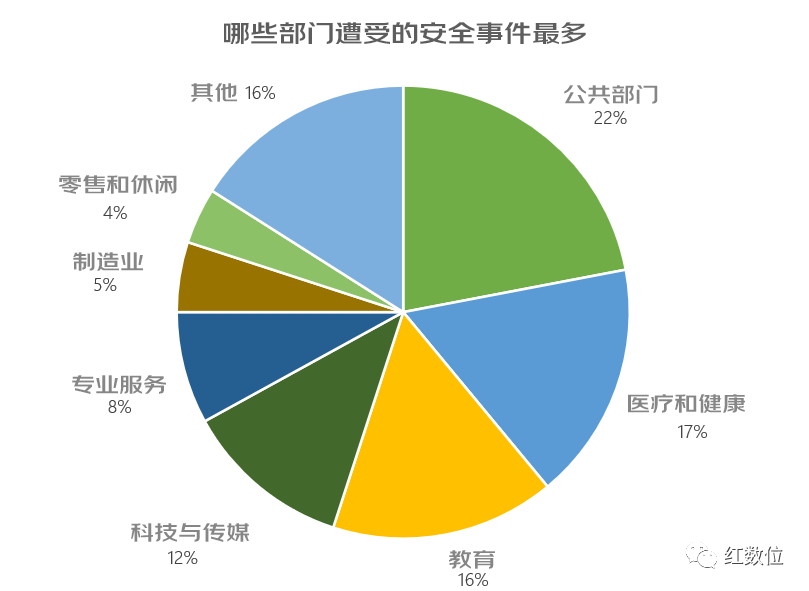 哪些部门遭受的安全事件最多
其他 16%
公共部门
22%
零售和休闲
4%
制造业
5%
专业服务
8%
医疗和健康
17%
科技与传媒
12%
教育
16%
红数位